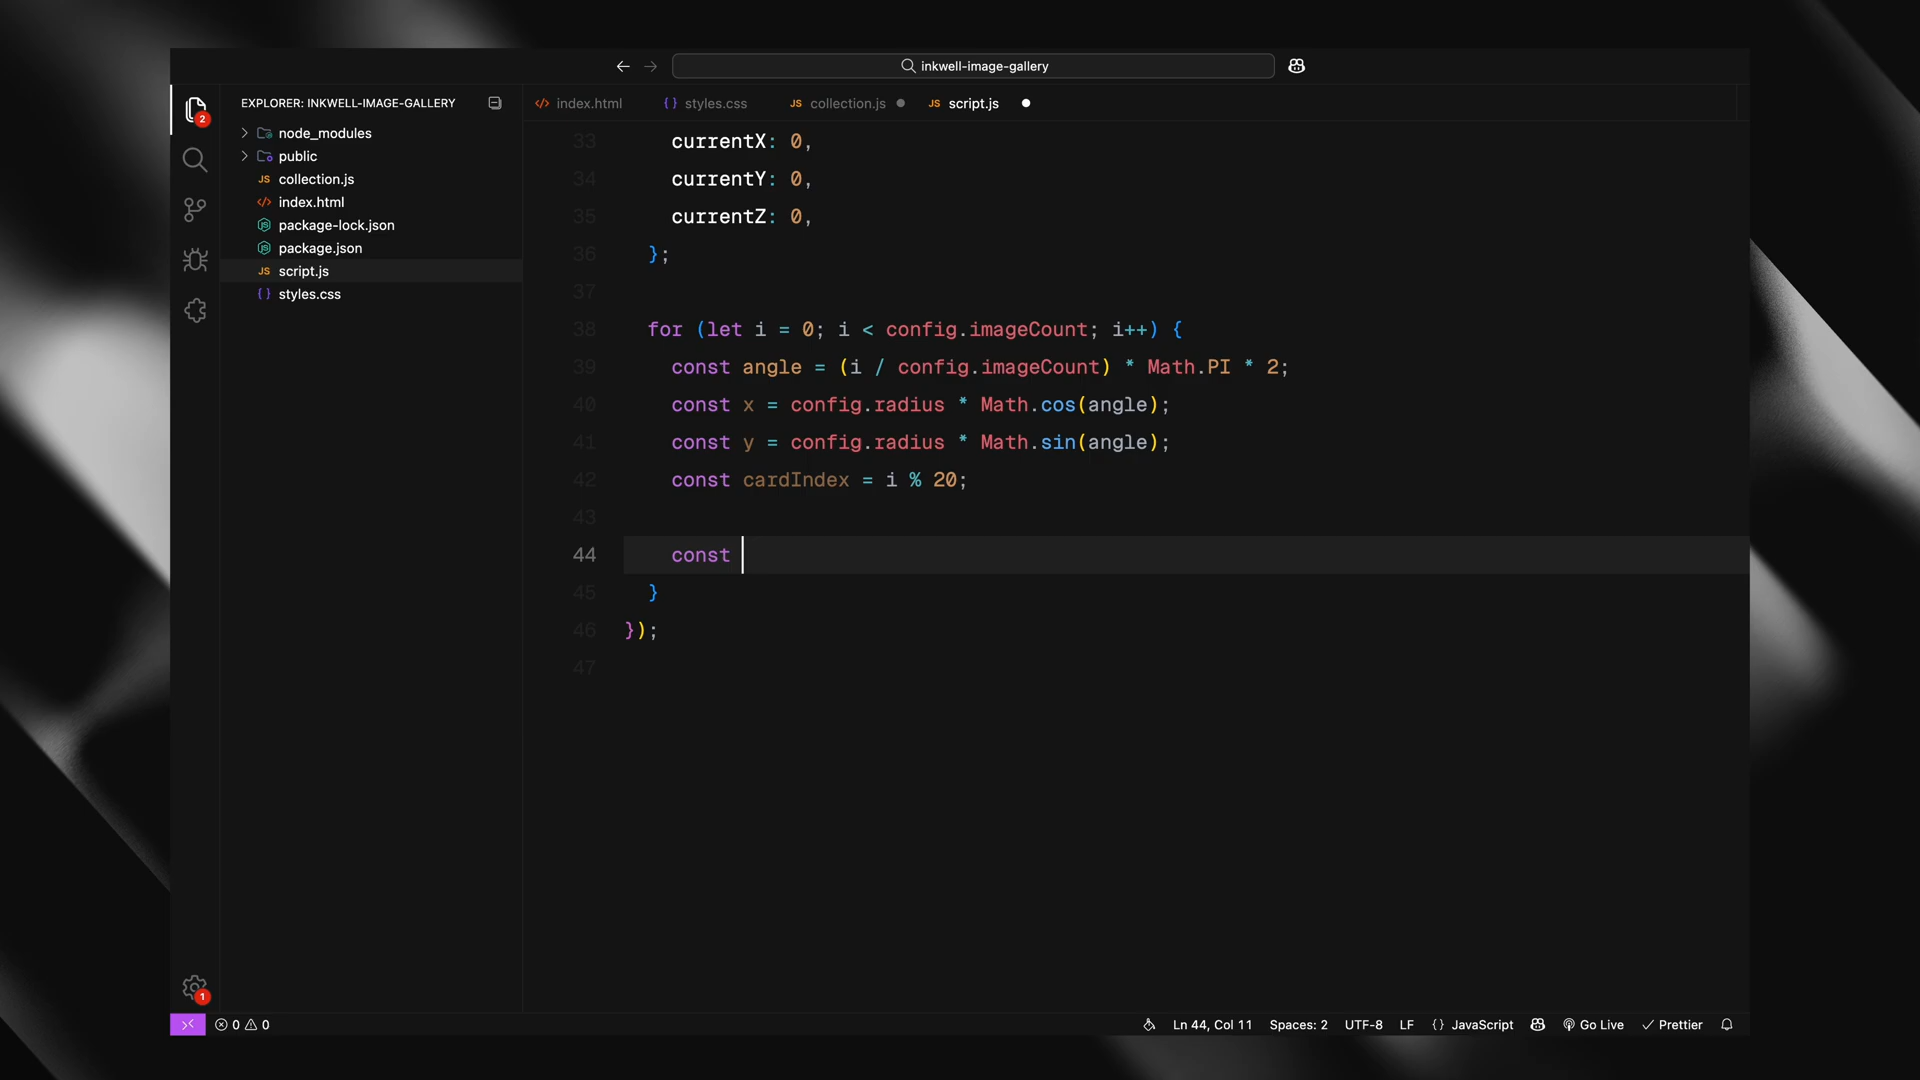 inkwell-image-gallery
EXPLORER: INKWELL-IMAGE-GALLERY
index.html
{ } styles.css
JS collection.js
JS script.js
2
node_modules
public
JS collection.js
</> index.html
package-lock.json
package.json
JS script.js
{ } styles.css
33 currentX: 0,
34 currentY: 0,
35 currentZ: 0,
36 };
37
38 for (let i = 0; i < config.imageCount; i++) {
39 const angle = (i / config.imageCount) * Math.PI * 2;
40 const x = config.radius * Math.cos(angle);
41 const y = config.radius * Math.sin(angle);
42 const cardIndex = i % 20;
43
44 const
45 }
46 });
47
1
0 0 Ln 44, Col 11 Spaces: 2 UTF-8 LF { } JavaScript Go Live Prettier